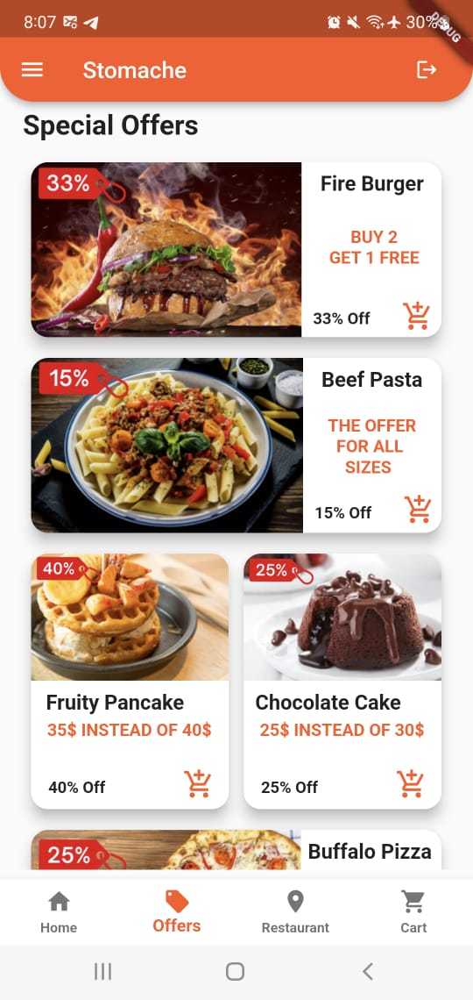 8:07
30%
DEBUG
Stomache
Special Offers
33%
Fire Burger
BUY 2
GET 1 FREE
33% Off
15%
Beef Pasta
THE OFFER
FOR ALL
SIZES
15% Off
40%
Fruity Pancake
35$ INSTEAD OF 40$
40% Off
25%
Chocolate Cake
25$ INSTEAD OF 30$
25% Off
25%
Buffalo Pizza
Home
Offers
Restaurant
Cart